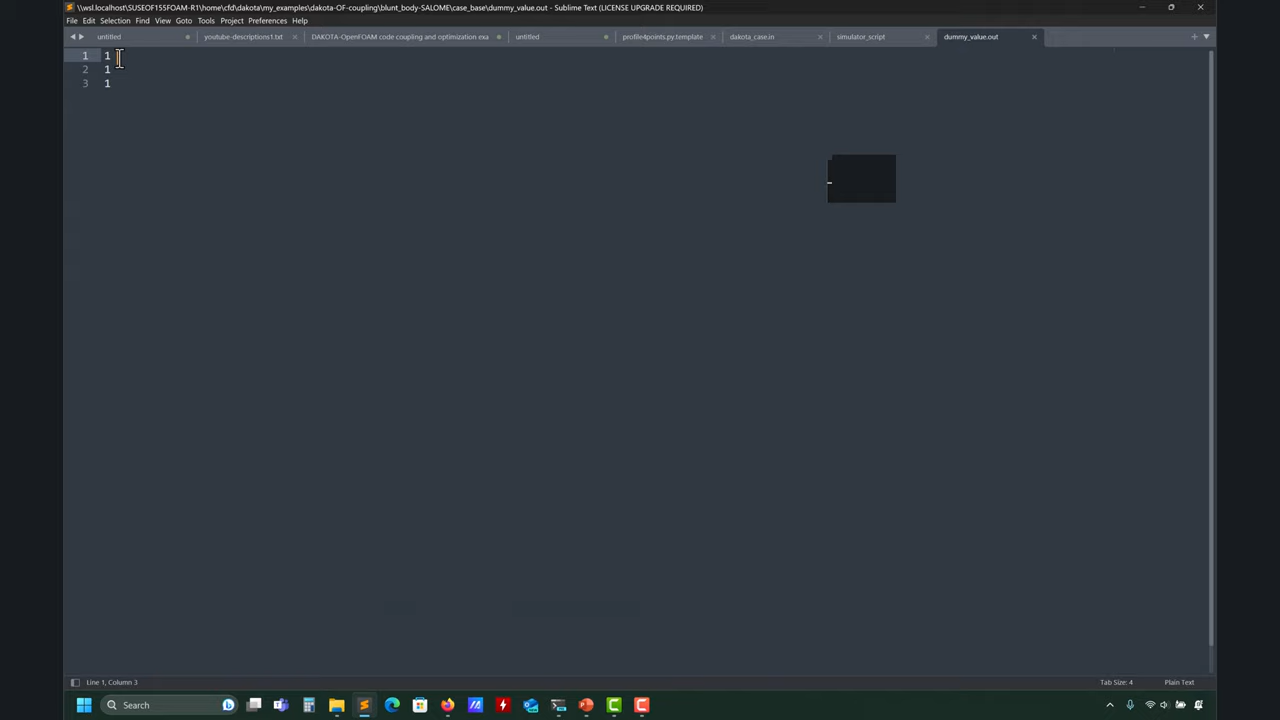 \\wsl.localhost\SUSEOF155FOAM-R1\home\cfd\dakota\my_examples\dakota-OF-coupling\blunt_body-SALOME\case_base\dummy_value.out - Sublime Text (LICENSE UPGRADE REQUIRED)
File Edit Selection Find View Goto Tools Project Preferences Help
untitled youtube-descriptions1.txt DAKOTA-OpenFOAM code coupling and optimization exa untitled profile4points.py.template dakota_case.in simulator_script dummy_value.out
1 1
2 1
3 1
Line 1, Column 3 Tab Size: 4 Plain Text
Search